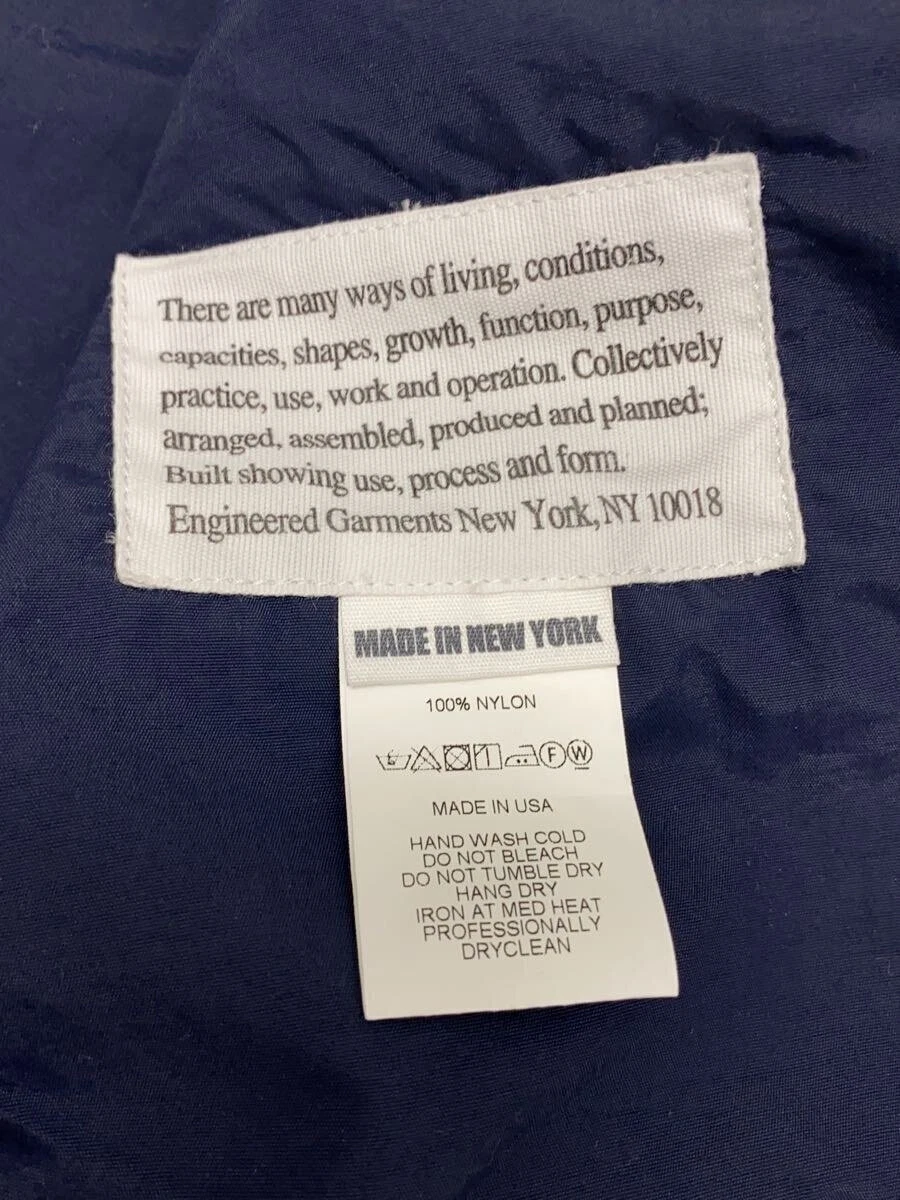 There are many ways of living, conditions,
capacities, shapes, growth, function, purpose,
practice, use, work and operation. Collectively
arranged, assembled, produced and planned;
Built showing use, process and form.
Engineered Garments New York, NY 10018
MADE IN NEW YORK
100% NYLON
F W
MADE IN USA
HAND WASH COLD
DO NOT BLEACH
DO NOT TUMBLE DRY
HANG DRY
IRON AT MED HEAT
PROFESSIONALLY
DRYCLEAN